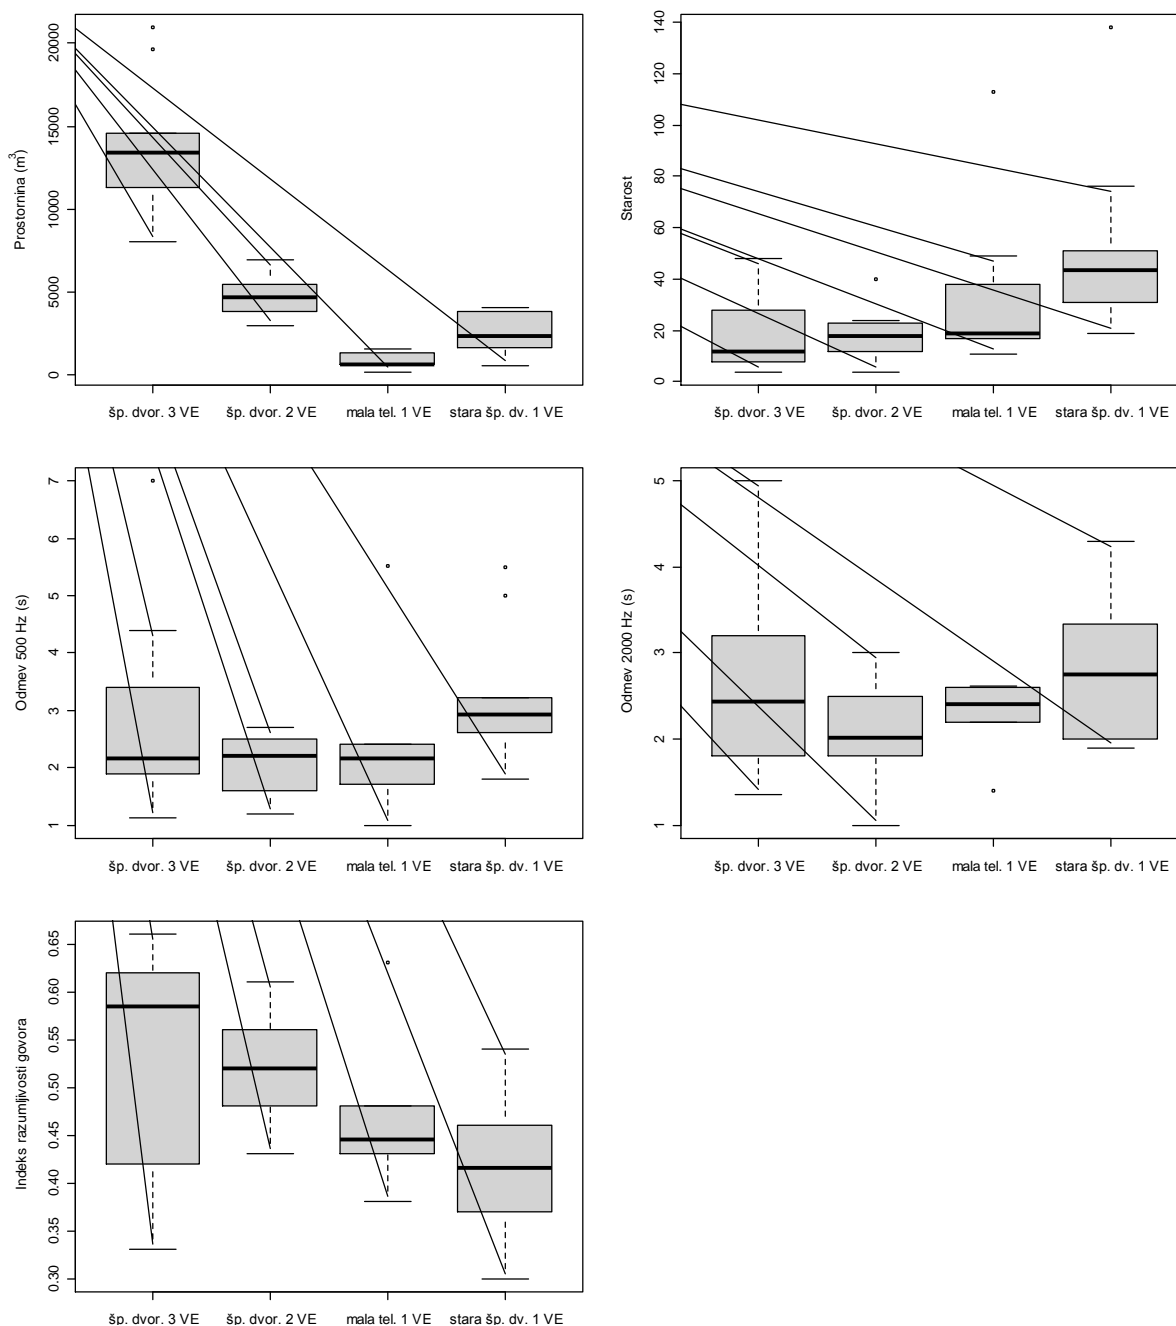 Prostornina (m³)
20000
15000
10000
5000
0
šp. dvor. 3 VE
šp. dvor. 2 VE
mala tel. 1 VE
stara šp. dv. 1 VE
Starost
140
120
100
80
60
40
20
0
šp. dvor. 3 VE
šp. dvor. 2 VE
mala tel. 1 VE
stara šp. dv. 1 VE
Odmev 500 Hz (s)
7
6
5
4
3
2
1
šp. dvor. 3 VE
šp. dvor. 2 VE
mala tel. 1 VE
stara šp. dv. 1 VE
Odmev 2000 Hz (s)
5
4
3
2
1
šp. dvor. 3 VE
šp. dvor. 2 VE
mala tel. 1 VE
stara šp. dv. 1 VE
Indeks razumljivosti govora
0.65
0.60
0.55
0.50
0.45
0.40
0.35
0.30
šp. dvor. 3 VE
šp. dvor. 2 VE
mala tel. 1 VE
stara šp. dv. 1 VE